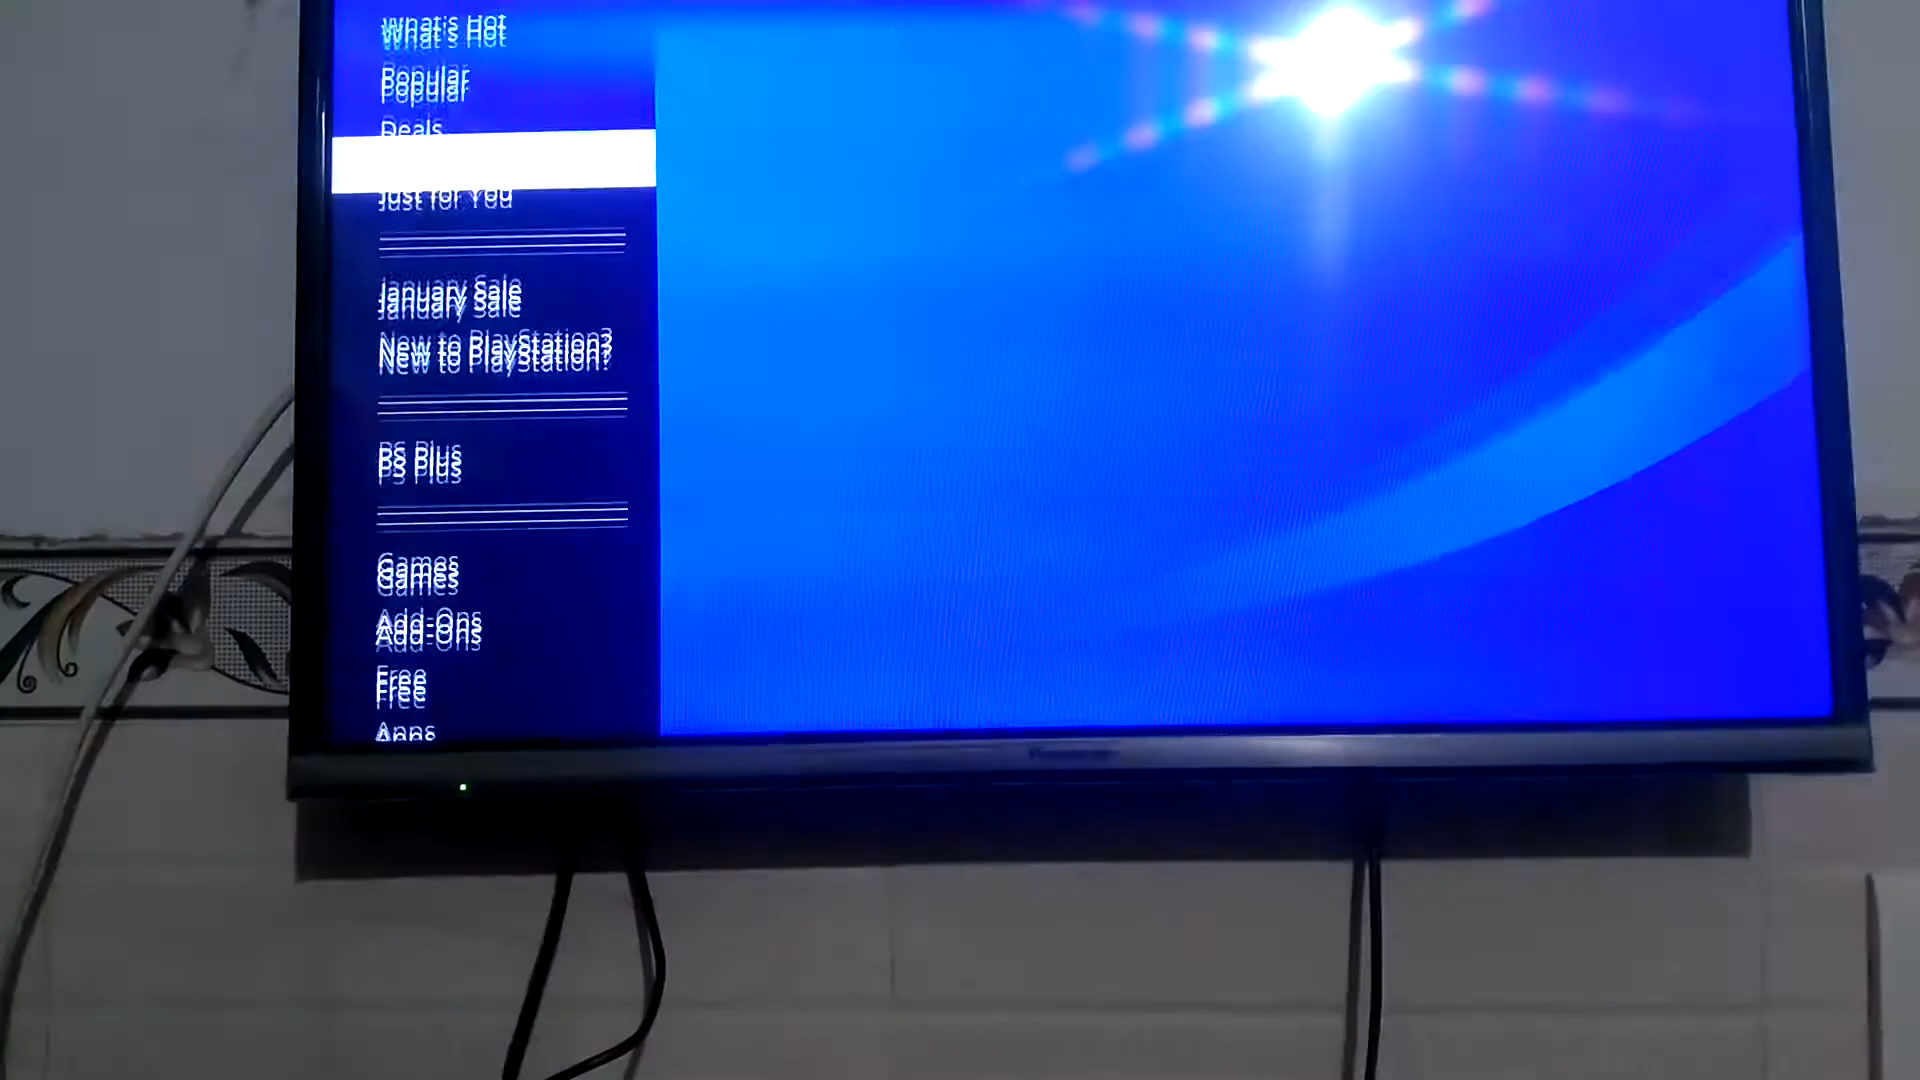 What's Hot
Popular
Deals
Just for You
January Sale
New to PlayStation?
PS Plus
Games
Add-Ons
Free
Apps